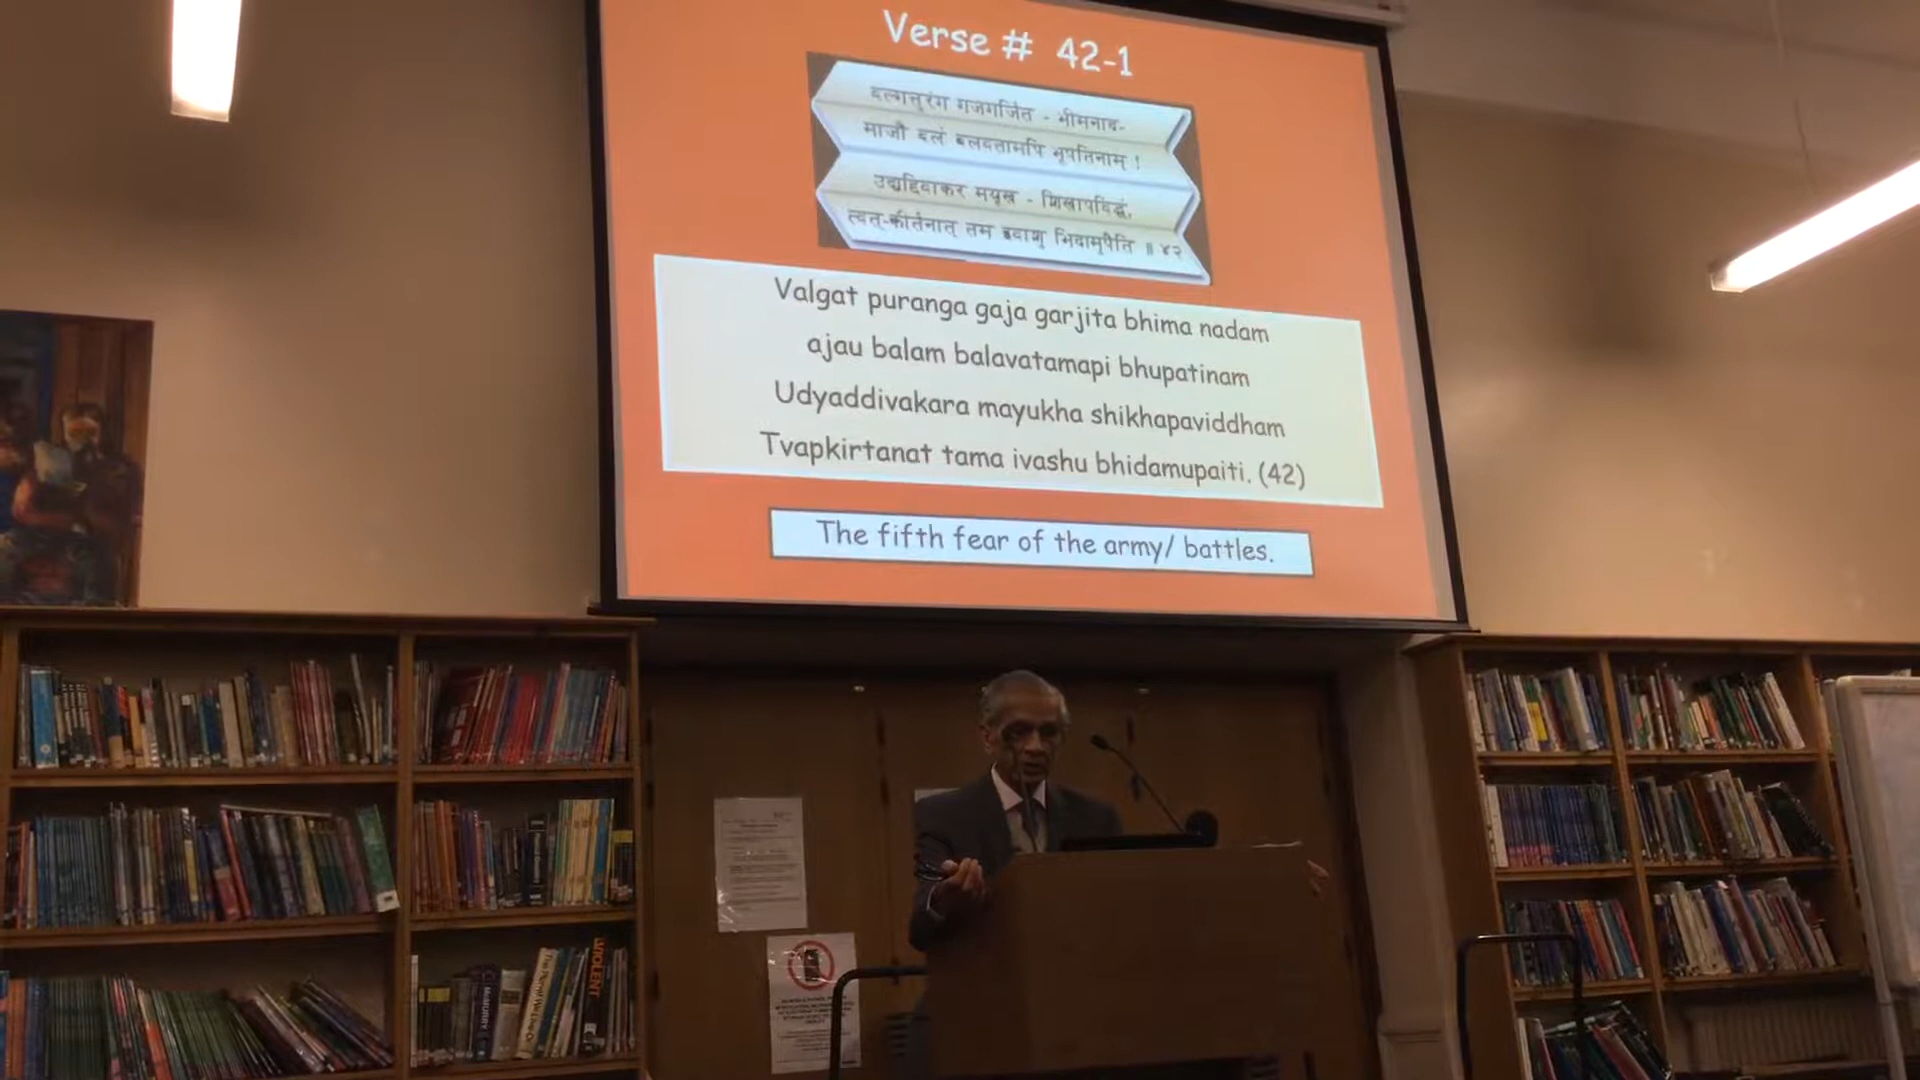 Verse # 42-1
वल्गत्तुरंग गजगर्जित - भीमनाद-
माजौ बलं बलवतामपि भूपतिनाम् !
उद्यद्दिवाकर मयूख - शिखापविद्धं,
त्वत्-कीर्तनात् तम इवाशु भिदामुपैति ॥ ४२
Valgat puranga gaja garjita bhima nadam
ajau balam balavatamapi bhupatinam
Udyaddivakara mayukha shikhapaviddham
Tvapkirtanat tama ivashu bhidamupaiti. (42)
The fifth fear of the army/ battles.
VIOLENT
McMURRY